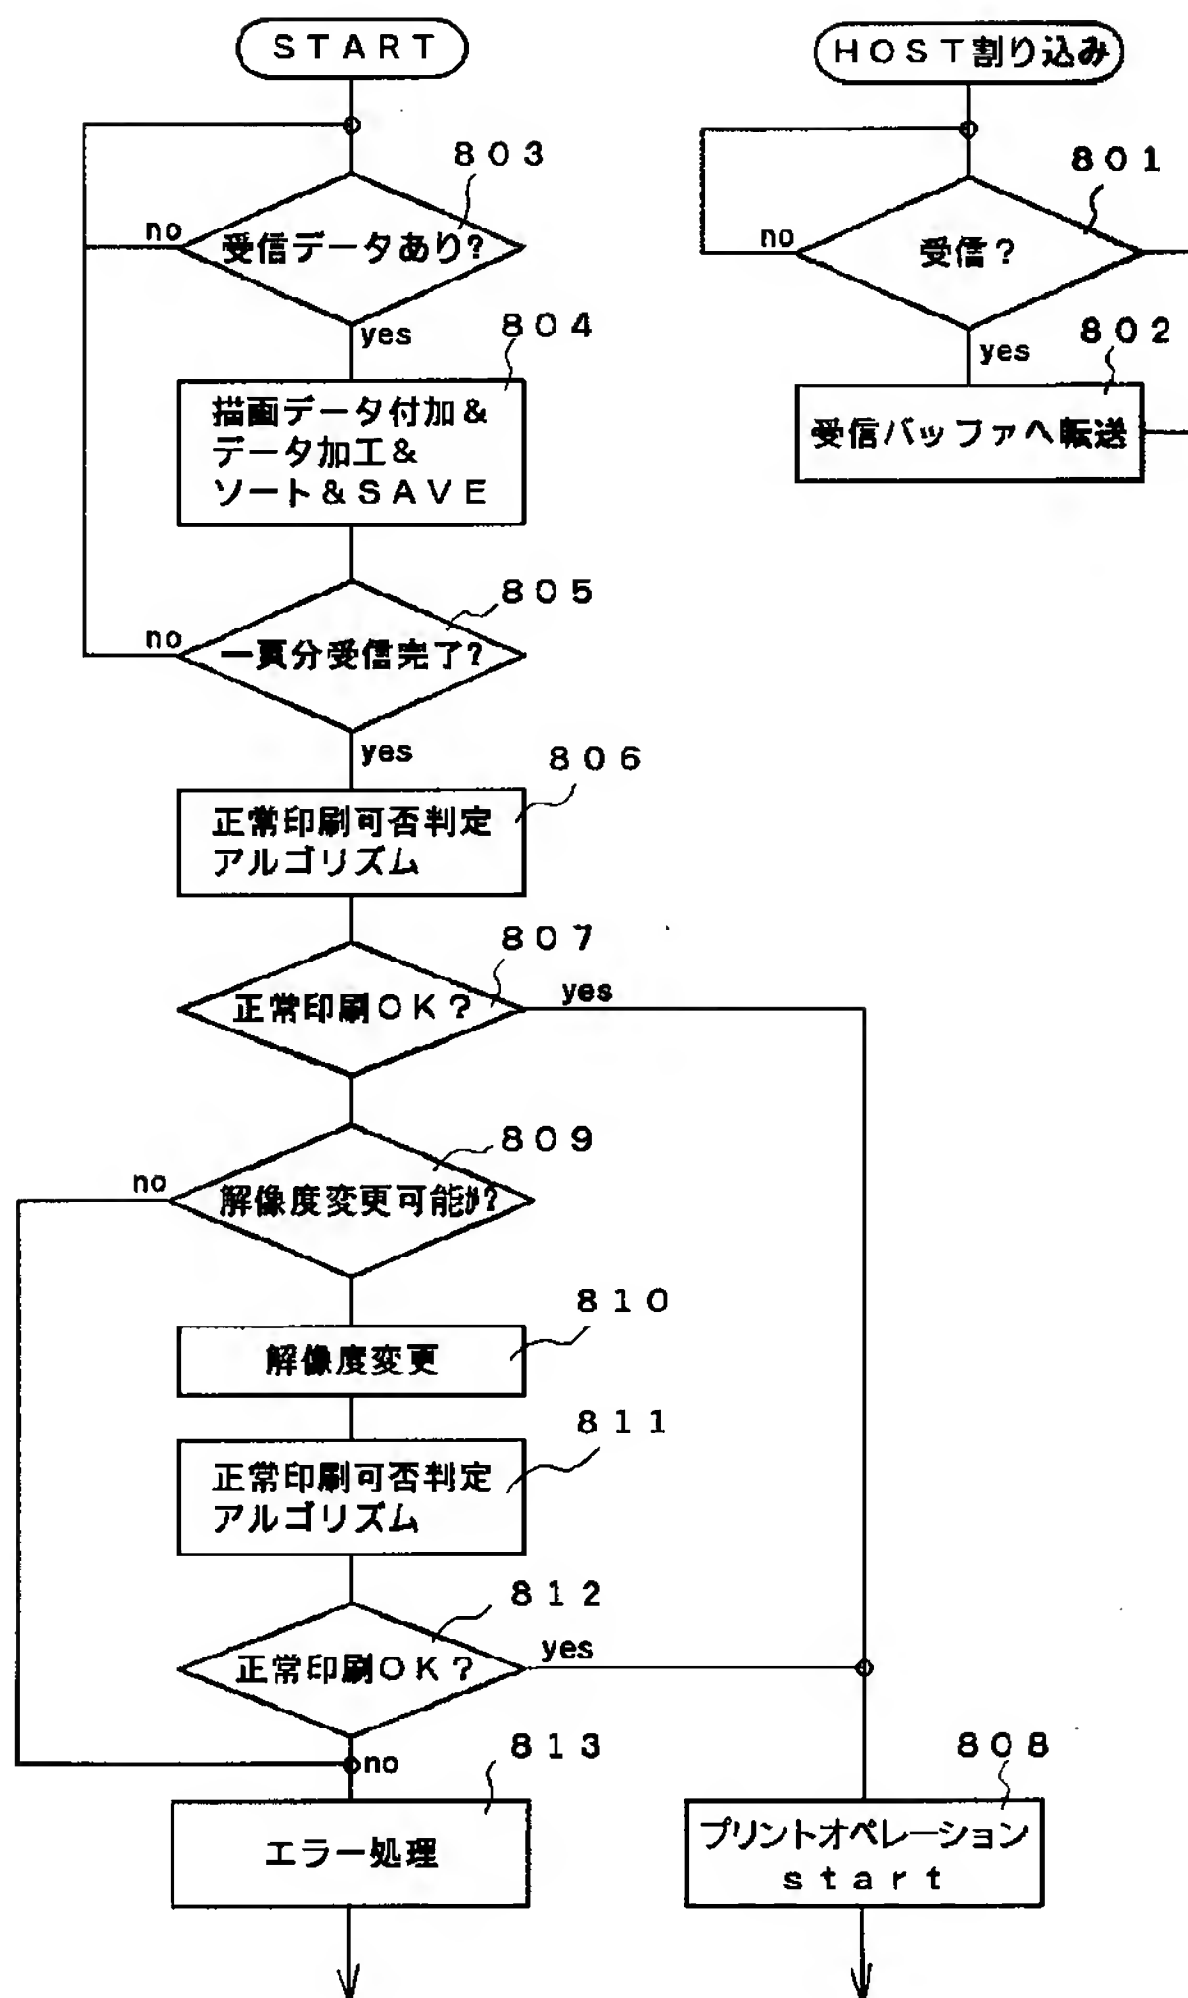 START
803
no
受信データあり?
yes
804
描画データ付加&
データ加工&
ソート&SAVE
805
no
一頁分受信完了?
yes
806
正常印刷可否判定
アルゴリズム
807
正常印刷OK?
yes
809
no
解像度変更可能か?
810
解像度変更
811
正常印刷可否判定
アルゴリズム
812
正常印刷OK?
yes
no
813
エラー処理
808
プリントオペレーション
start
HOST割り込み
801
no
受信?
yes
802
受信バッファへ転送